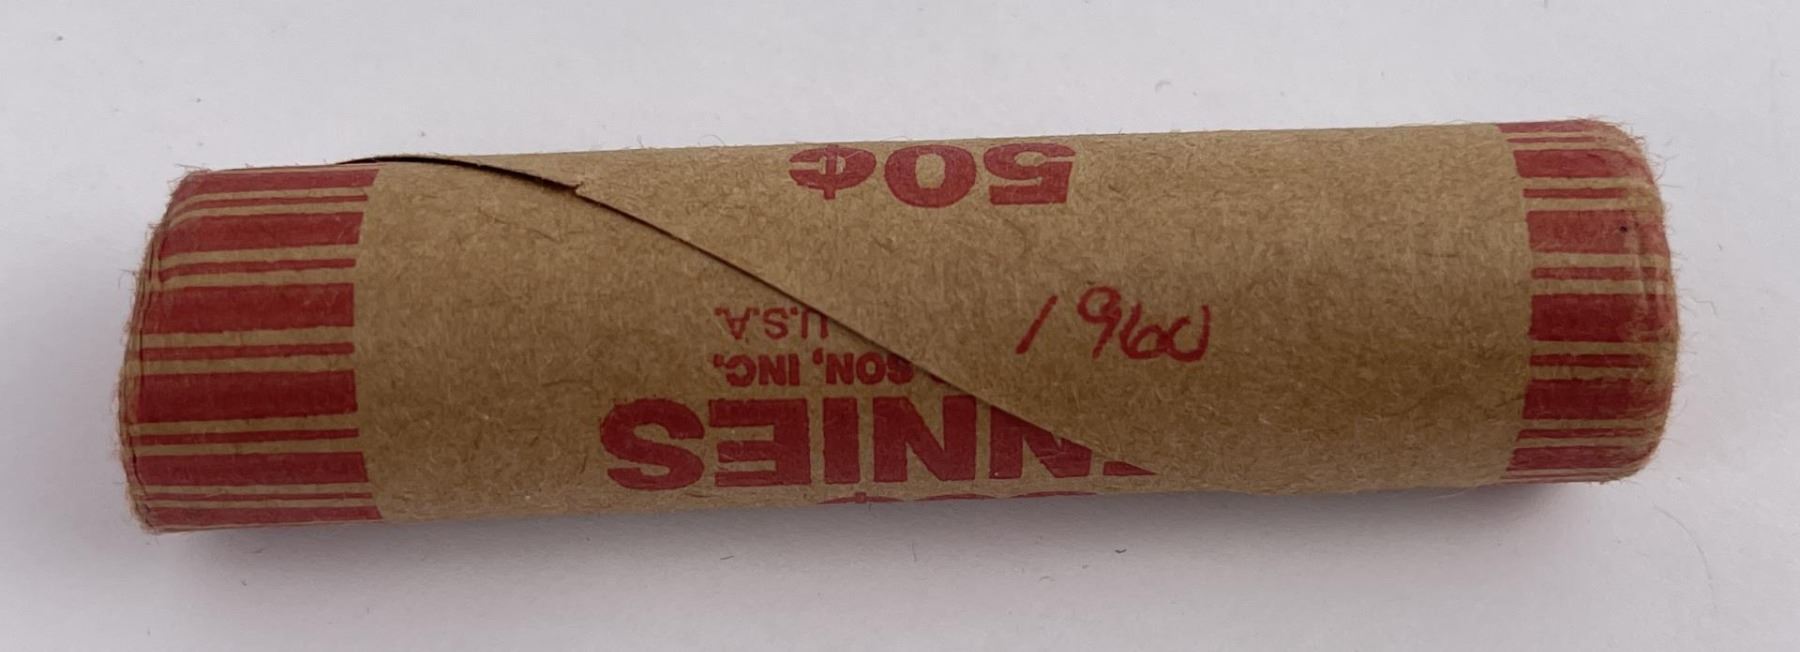 50¢
1960
U.S.A.
SON, INC.
NNIES